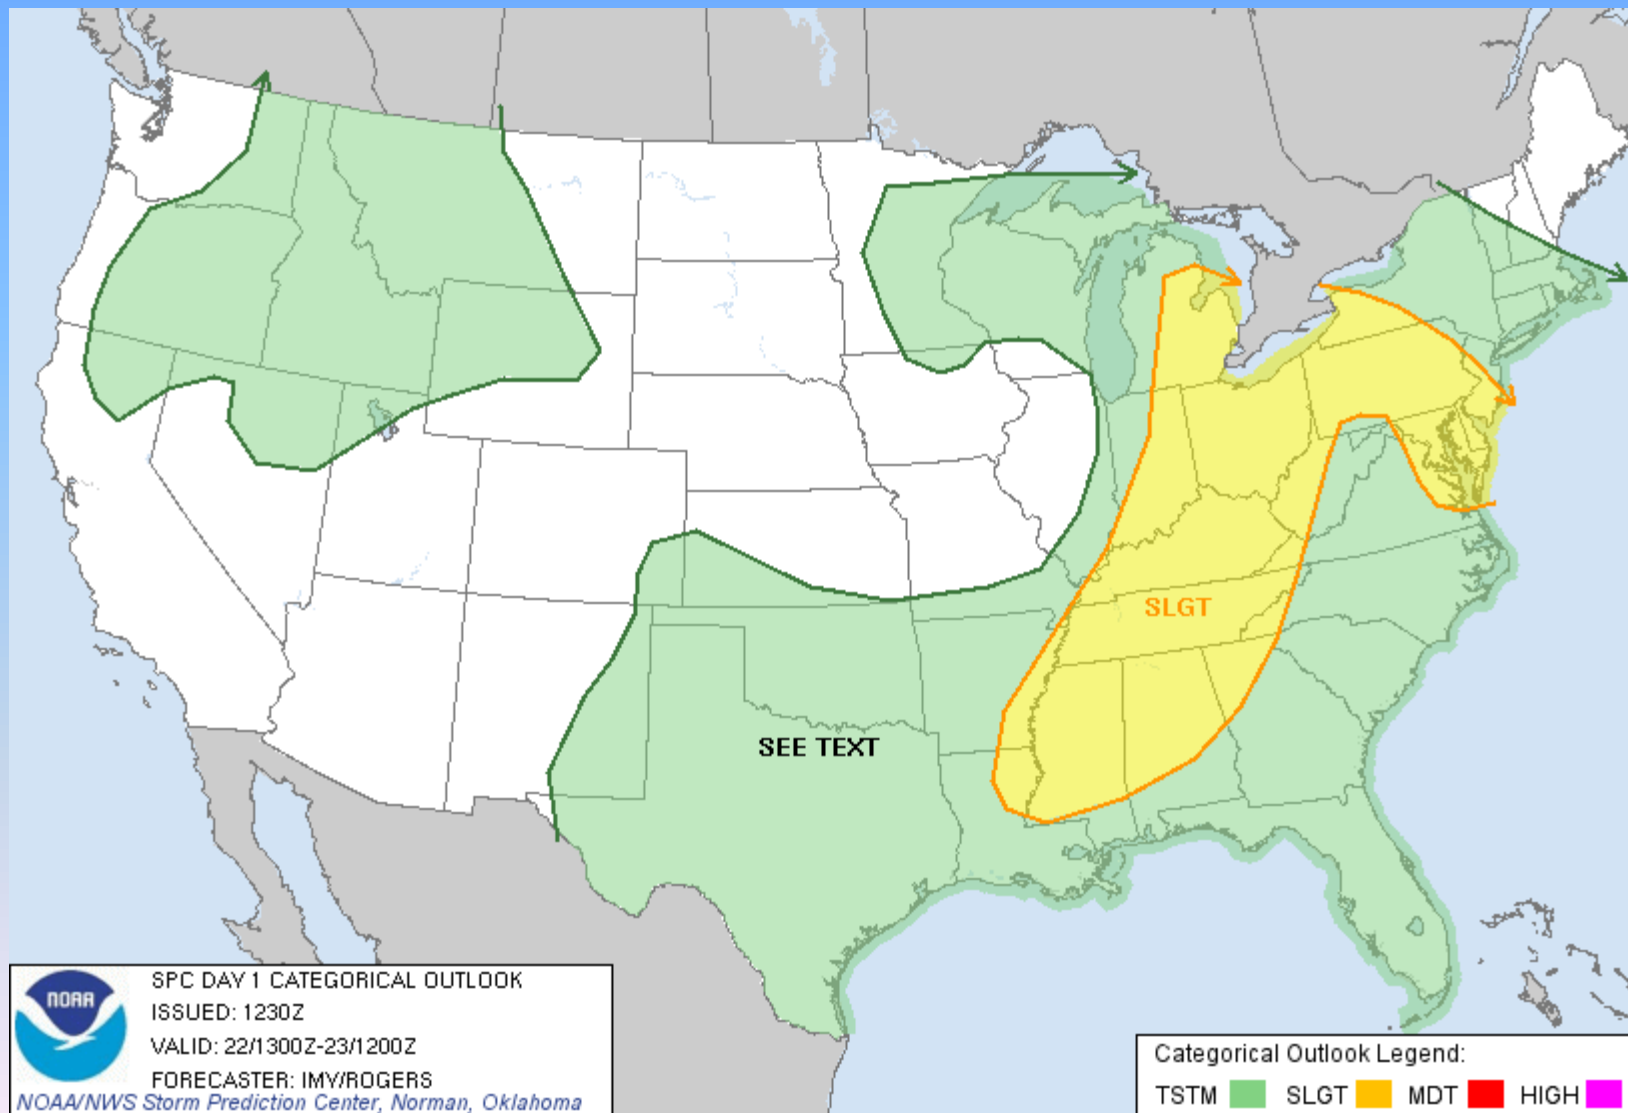 SLGT
SEE TEXT
NOAA
SPC DAY 1 CATEGORICAL OUTLOOK
ISSUED: 1230Z
VALID: 22/1300Z-23/1200Z
FORECASTER: IMY/ROGERS
NOAA/NWS Storm Prediction Center, Norman, Oklahoma
Categorical Outlook Legend:
TSTM SLGT MDT HIGH